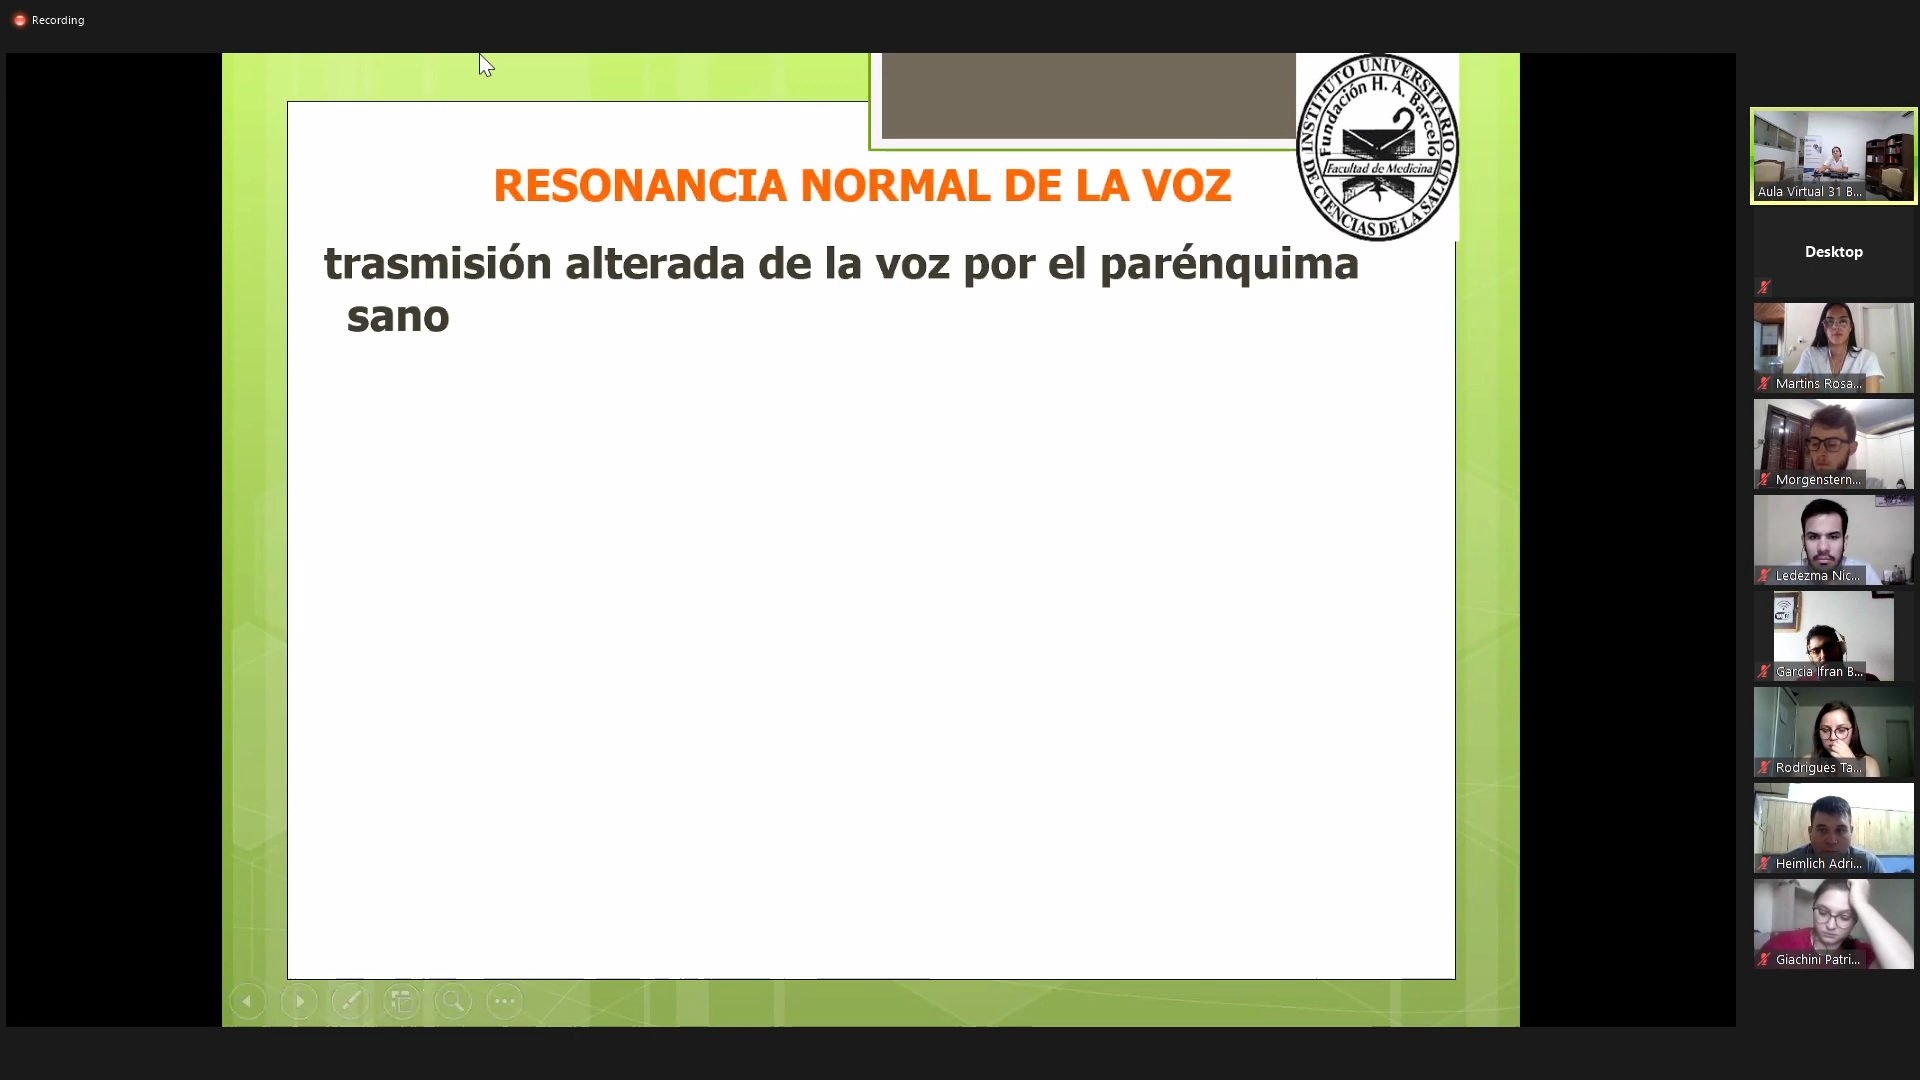 Recording
INSTITUTO UNIVERSITARIO
DE CIENCIAS DE LA SALUD
Fundación H. A. Barceló
Facultad de Medicina
RESONANCIA NORMAL DE LA VOZ
trasmisión alterada de la voz por el parénquima
sano
Aula Virtual 31 B...
Desktop
Martins Rosa...
Morgenstern...
Ledezma Nic...
Garcia Ifran B...
Rodrigues Ta...
Heimlich Adri...
Giachini Patri...